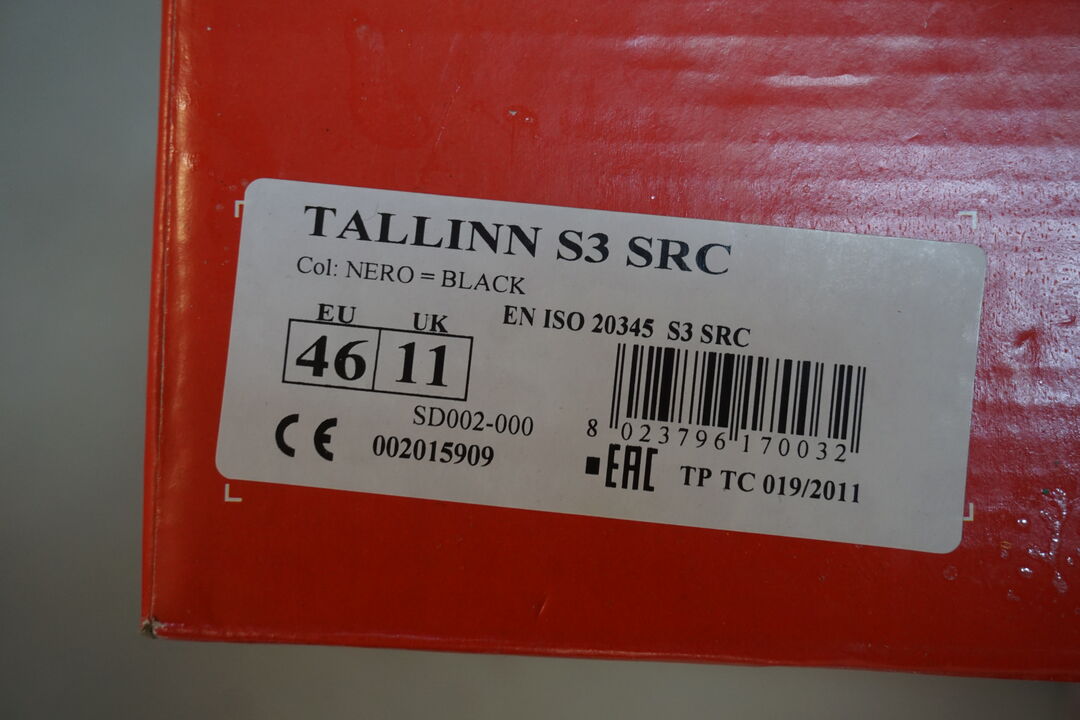 TALLINN S3 SRC
Col: NERO = BLACK
EU UK
46 11
EN ISO 20345 S3 SRC
SD002-000
002015909
8 023796 170032
CE
EAC TP TC 019/2011